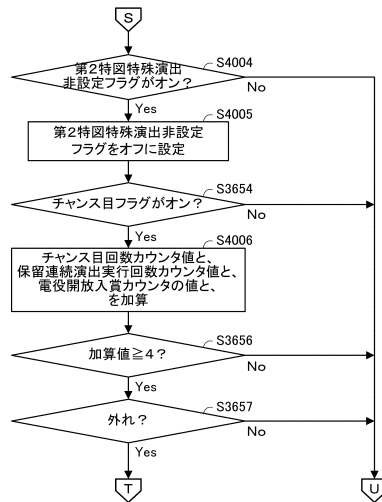 S
第2特図特殊演出
非設定フラグがオン?
S4004
No
Yes
S4005
第2特図特殊演出非設定
フラグをオフに設定
チャンス目フラグがオン?
S3654
No
Yes
S4006
チャンス目回数カウンタ値と、
保留連続演出実行回数カウンタ値と、
電役開放入賞カウンタの値と、
を加算
加算値≧4?
S3656
No
Yes
外れ?
S3657
No
Yes
T
U